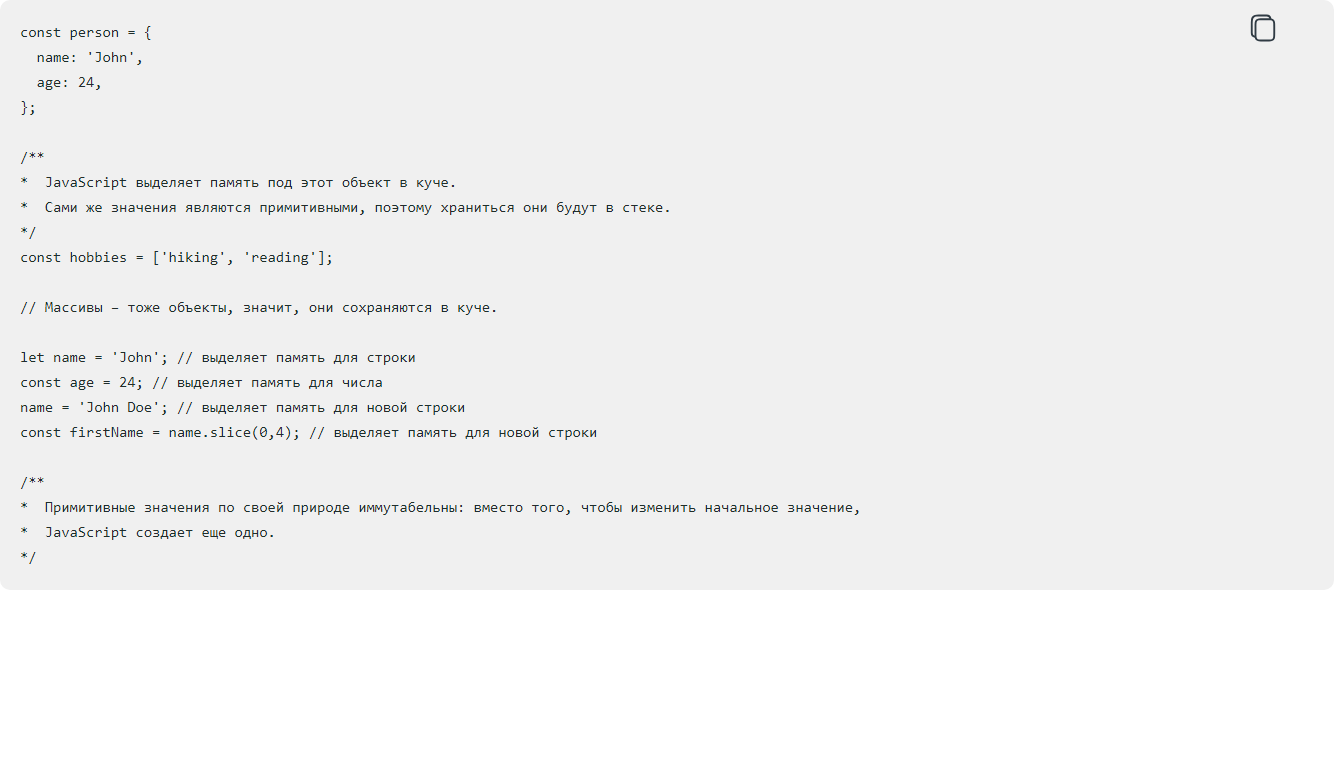 const person = {
  name: 'John',
  age: 24,
};
/**
*  JavaScript выделяет память под этот объект в куче.
*  Сами же значения являются примитивными, поэтому храниться они будут в стеке.
*/
const hobbies = ['hiking', 'reading'];
// Массивы – тоже объекты, значит, они сохраняются в куче.
let name = 'John'; // выделяет память для строки
const age = 24; // выделяет память для числа
name = 'John Doe'; // выделяет память для новой строки
const firstName = name.slice(0,4); // выделяет память для новой строки
/**
*  Примитивные значения по своей природе иммутабельны: вместо того, чтобы изменить начальное значение,
*  JavaScript создает еще одно.
*/